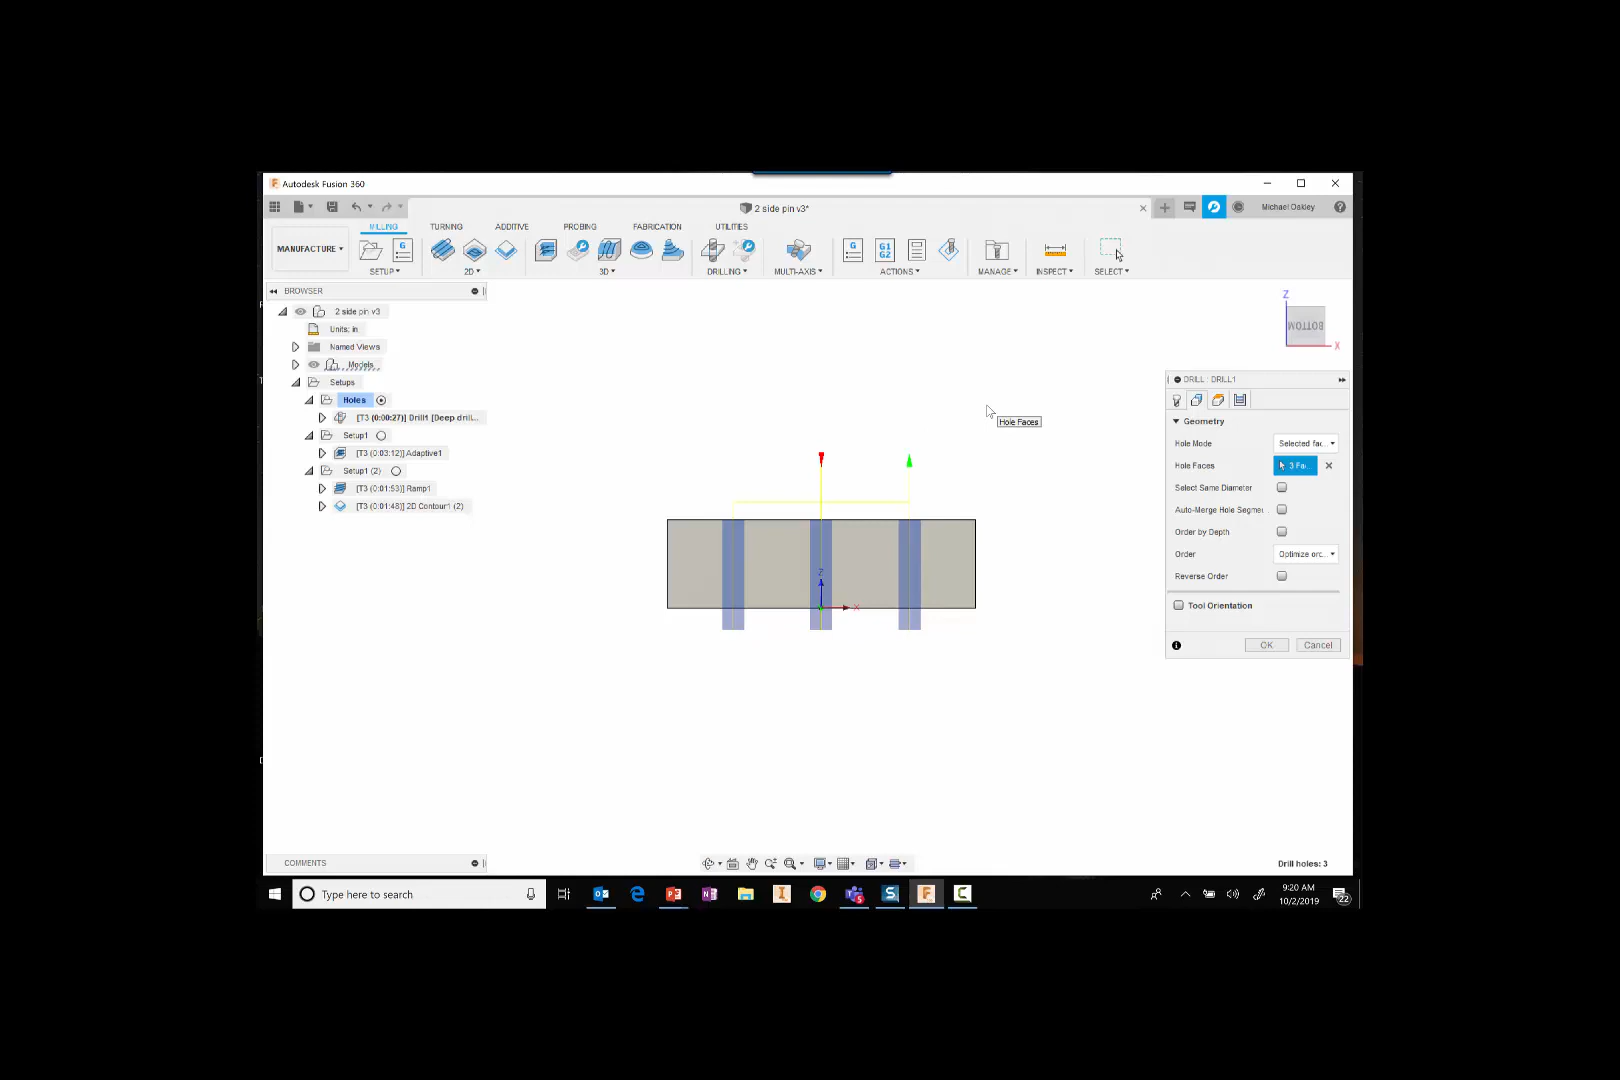 Autodesk Fusion 360
2 side pin v3*
Michael Oakley
MILLING TURNING ADDITIVE PROBING FABRICATION UTILITIES
MANUFACTURE
G
G
G1
G2
SETUP 2D 3D DRILLING MULTI-AXIS ACTIONS MANAGE INSPECT SELECT
BROWSER
2 side pin v3
Units: in
Named Views
Models
Setups
Holes
[T3 (0:00:27)] Drill1 [Deep drill...
Setup1
[T3 (0:03:12)] Adaptive1
Setup1 (2)
[T3 (0:01:53)] Ramp1
[T3 (0:01:48)] 2D Contour1 (2)
Z
BOTTOM
X
Hole Faces
Z
X
DRILL : DRILL1
Geometry
Hole Mode Selected fac...
Hole Faces 3 Fa...
Select Same Diameter
Auto-Merge Hole Segmen...
Order by Depth
Order Optimize orc...
Reverse Order
Tool Orientation
OK Cancel
COMMENTS
Drill holes: 3
Type here to search
5
9:20 AM
10/2/2019
22